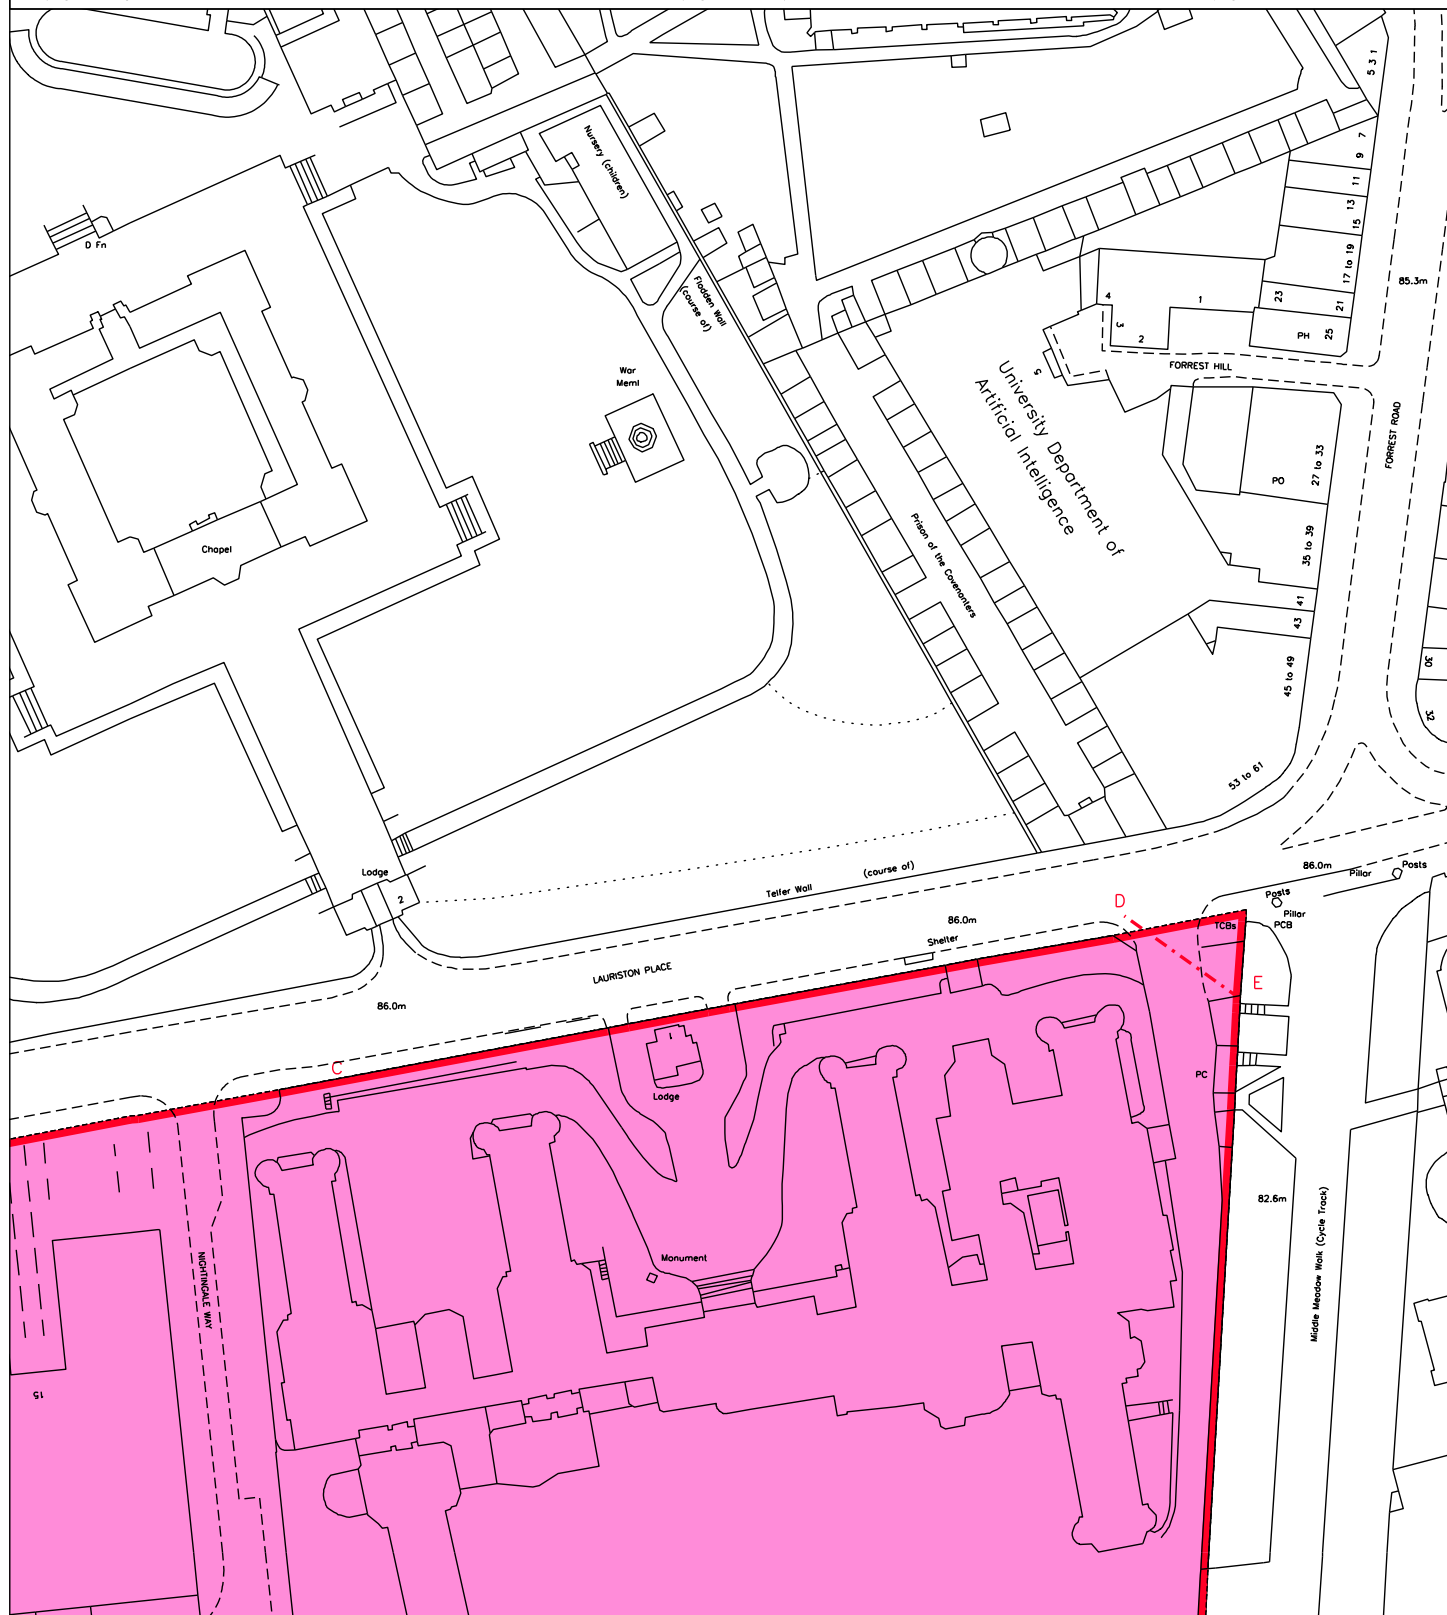 5 3 1
7
9
11
13
15
17 to 19
21
23
25
PH
85.3m
Nursery (children)
D Fn
Flodden Wall
(course of)
4
3
2
1
5
FORREST HILL
War
Meml
University Department of
Artificial Intelligence
FORREST ROAD
27 to 33
PO
Chapel
Prison of the Covenanters
35 to 39
41
43
45 to 49
30
32
53 to 61
Lodge
2
Telfer Wall
(course of)
86.0m
Pillar
Posts
Posts
Pillar
PCB
TCBs
D
86.0m
Shelter
E
LAURISTON PLACE
86.0m
C
Lodge
PC
82.6m
Middle Meadow Walk (Cycle Track)
Monument
NIGHTINGALE WAY
15